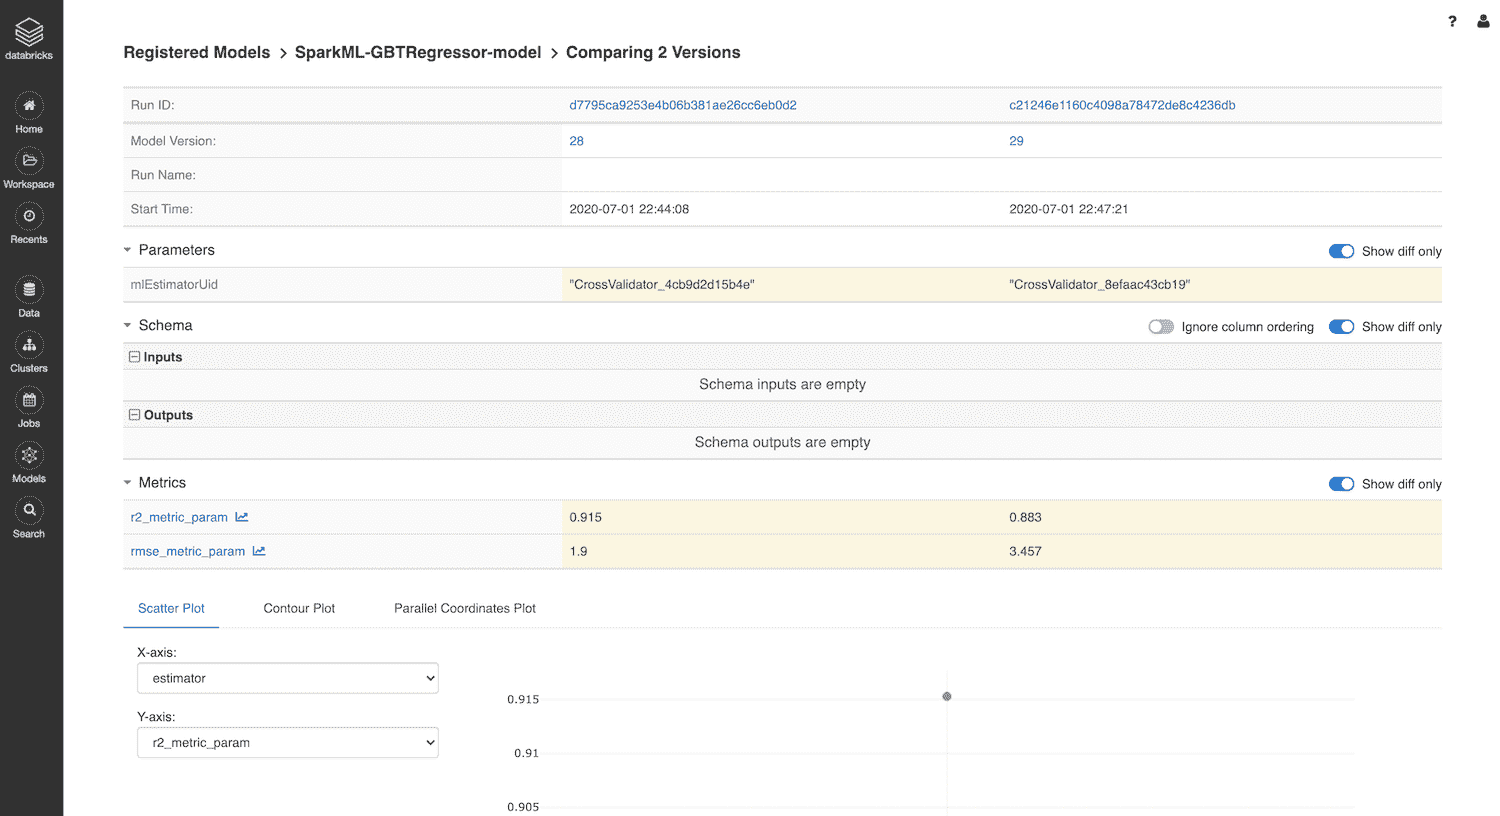 ?
databricks
Registered Models > SparkML-GBTRegressor-model > Comparing 2 Versions
Run ID: d7795ca9253e4b06b381ae26cc6eb0d2 c21246e1160c4098a78472de8c4236db
Home
Model Version: 28 29
Run Name:
Workspace
Start Time: 2020-07-01 22:44:08 2020-07-01 22:47:21
Recents
Parameters Show diff only
mlEstimatorUid "CrossValidator_4cb9d2d15b4e" "CrossValidator_8efaac43cb19"
Data
Schema Ignore column ordering Show diff only
Inputs
Clusters
Schema inputs are empty
Outputs
Jobs
Schema outputs are empty
Models
Metrics Show diff only
r2_metric_param 0.915 0.883
Search
rmse_metric_param 1.9 3.457
Scatter Plot Contour Plot Parallel Coordinates Plot
X-axis:
estimator
0.915
Y-axis:
r2_metric_param
0.91
0.905